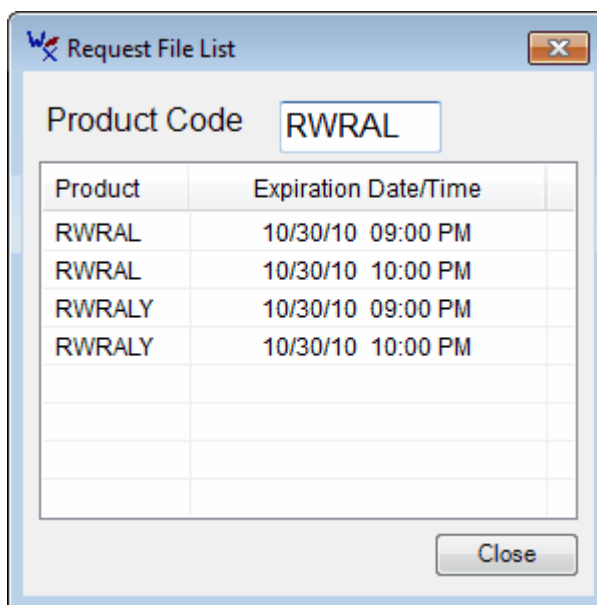 Wx Request File List
Product Code RWRAL
Product Expiration Date/Time
RWRAL 10/30/10 09:00 PM
RWRAL 10/30/10 10:00 PM
RWRALY 10/30/10 09:00 PM
RWRALY 10/30/10 10:00 PM
Close